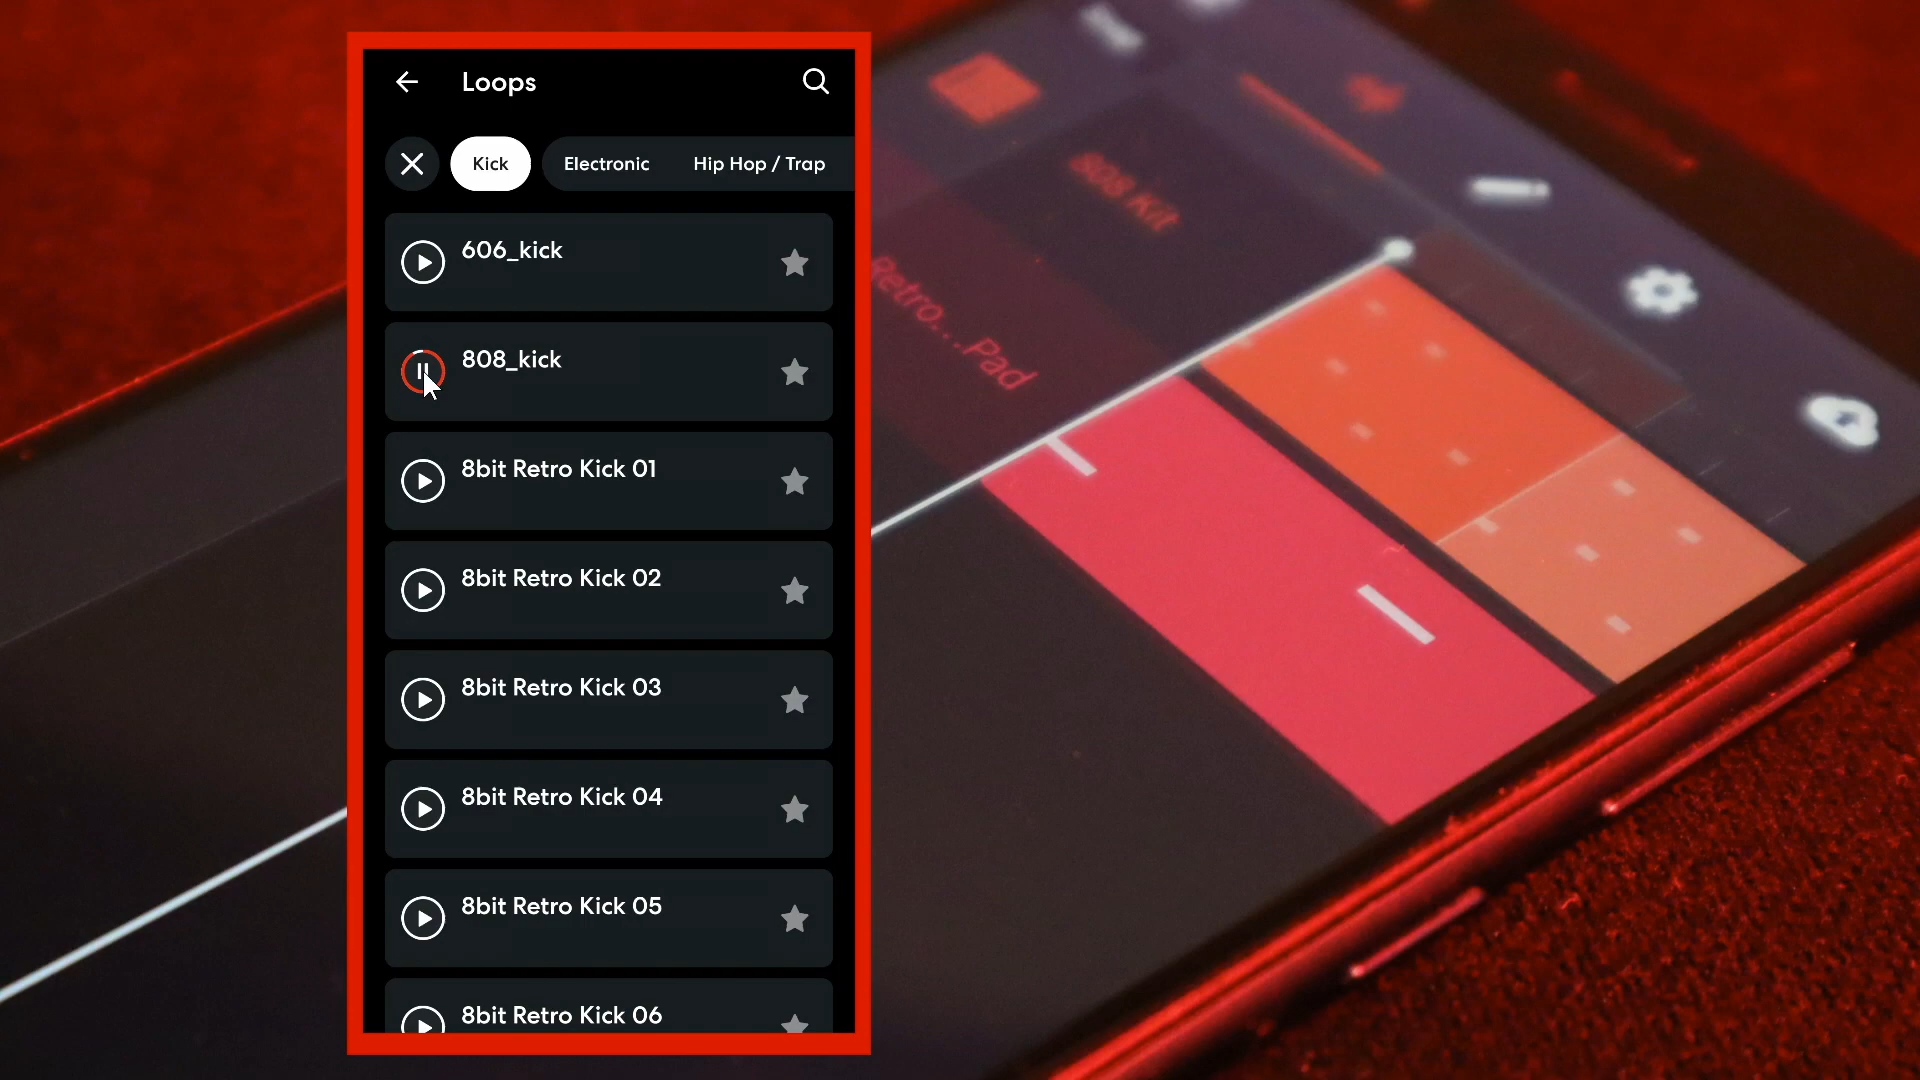 Loops
Kick
Electronic
Hip Hop / Trap
606_kick
808_kick
8bit Retro Kick 01
8bit Retro Kick 02
8bit Retro Kick 03
8bit Retro Kick 04
8bit Retro Kick 05
8bit Retro Kick 06
Snap
808 Kit
Retro...Pad